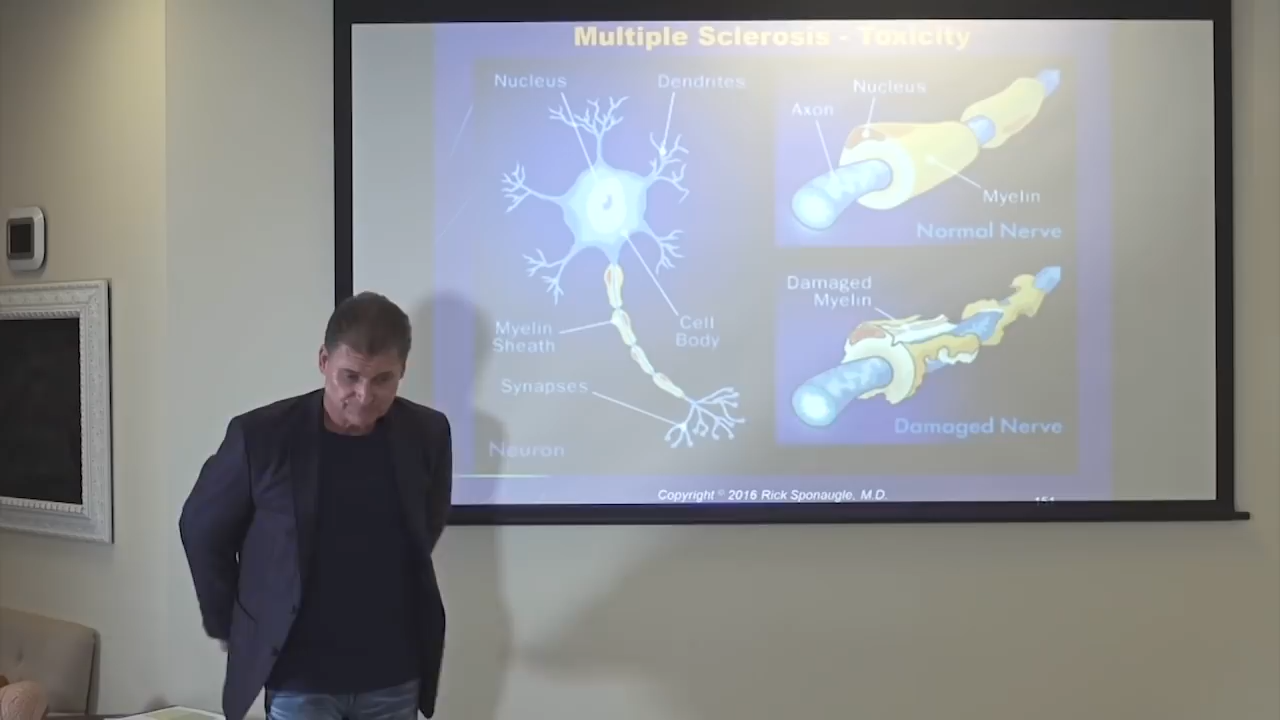 Multiple Sclerosis - Toxicity
Nucleus
Dendrites
Myelin
Sheath
Cell
Body
Synapses
Neuron
Nucleus
Axon
Myelin
Normal Nerve
Damaged
Myelin
Damaged Nerve
Copyright © 2016 Rick Sponaugle, M.D.
151